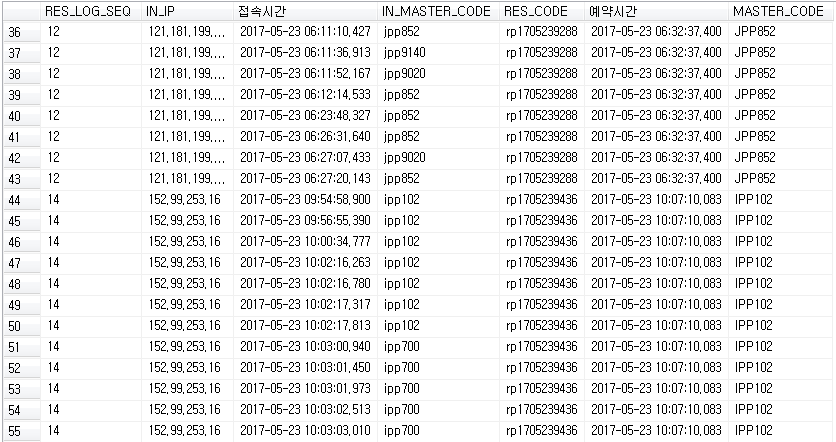 RES_LOG_SEQ IN_IP 접속시간 IN_MASTER_CODE RES_CODE 예약시간 MASTER_CODE
36 12 121,181,199,... 2017-05-23 06:11:10,427 jpp852 rp1705239288 2017-05-23 06:32:37,400 JPP852
37 12 121,181,199,... 2017-05-23 06:11:36,913 jpp9140 rp1705239288 2017-05-23 06:32:37,400 JPP852
38 12 121,181,199,... 2017-05-23 06:11:52,167 jpp9020 rp1705239288 2017-05-23 06:32:37,400 JPP852
39 12 121,181,199,... 2017-05-23 06:12:14,533 jpp852 rp1705239288 2017-05-23 06:32:37,400 JPP852
40 12 121,181,199,... 2017-05-23 06:23:48,327 jpp852 rp1705239288 2017-05-23 06:32:37,400 JPP852
41 12 121,181,199,... 2017-05-23 06:26:31,640 jpp852 rp1705239288 2017-05-23 06:32:37,400 JPP852
42 12 121,181,199,... 2017-05-23 06:27:07,433 jpp9020 rp1705239288 2017-05-23 06:32:37,400 JPP852
43 12 121,181,199,... 2017-05-23 06:27:20,143 jpp852 rp1705239288 2017-05-23 06:32:37,400 JPP852
44 14 152,99,253,16 2017-05-23 09:54:58,900 ipp102 rp1705239436 2017-05-23 10:07:10,083 IPP102
45 14 152,99,253,16 2017-05-23 09:56:55,390 ipp102 rp1705239436 2017-05-23 10:07:10,083 IPP102
46 14 152,99,253,16 2017-05-23 10:00:34,777 ipp102 rp1705239436 2017-05-23 10:07:10,083 IPP102
47 14 152,99,253,16 2017-05-23 10:02:16,263 ipp102 rp1705239436 2017-05-23 10:07:10,083 IPP102
48 14 152,99,253,16 2017-05-23 10:02:16,780 ipp102 rp1705239436 2017-05-23 10:07:10,083 IPP102
49 14 152,99,253,16 2017-05-23 10:02:17,317 ipp102 rp1705239436 2017-05-23 10:07:10,083 IPP102
50 14 152,99,253,16 2017-05-23 10:02:17,813 ipp102 rp1705239436 2017-05-23 10:07:10,083 IPP102
51 14 152,99,253,16 2017-05-23 10:03:00,940 ipp700 rp1705239436 2017-05-23 10:07:10,083 IPP102
52 14 152,99,253,16 2017-05-23 10:03:01,450 ipp700 rp1705239436 2017-05-23 10:07:10,083 IPP102
53 14 152,99,253,16 2017-05-23 10:03:01,973 ipp700 rp1705239436 2017-05-23 10:07:10,083 IPP102
54 14 152,99,253,16 2017-05-23 10:03:02,513 ipp700 rp1705239436 2017-05-23 10:07:10,083 IPP102
55 14 152,99,253,16 2017-05-23 10:03:03,010 ipp700 rp1705239436 2017-05-23 10:07:10,083 IPP102